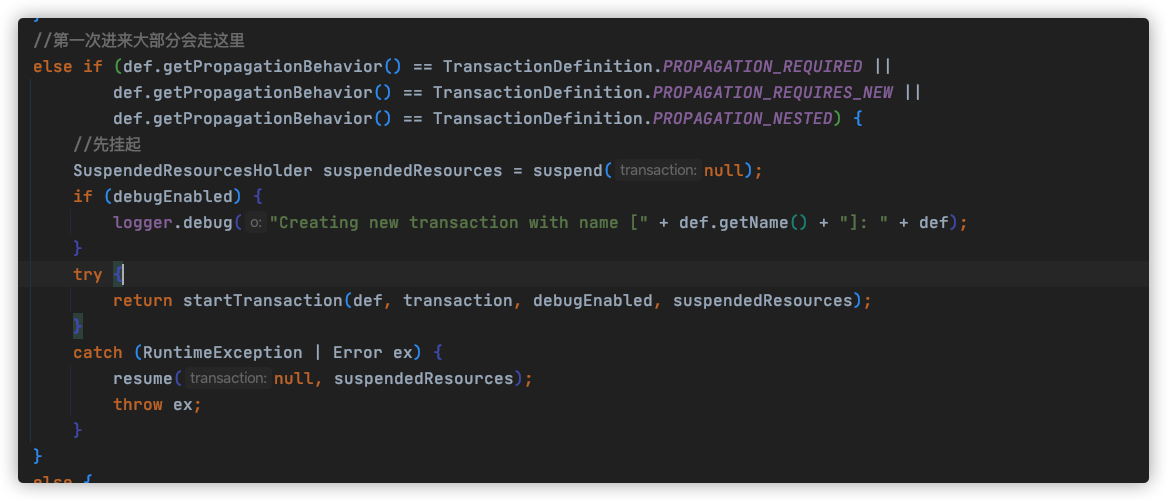 }
//第一次进来大部分会走这里
else if (def.getPropagationBehavior() == TransactionDefinition.PROPAGATION_REQUIRED ||
def.getPropagationBehavior() == TransactionDefinition.PROPAGATION_REQUIRES_NEW ||
def.getPropagationBehavior() == TransactionDefinition.PROPAGATION_NESTED) {
//先挂起
SuspendedResourcesHolder suspendedResources = suspend( transaction: null);
if (debugEnabled) {
logger.debug( o: "Creating new transaction with name [" + def.getName() + "]: " + def);
}
try {
return startTransaction(def, transaction, debugEnabled, suspendedResources);
}
catch (RuntimeException | Error ex) {
resume( transaction: null, suspendedResources);
throw ex;
}
}
else {